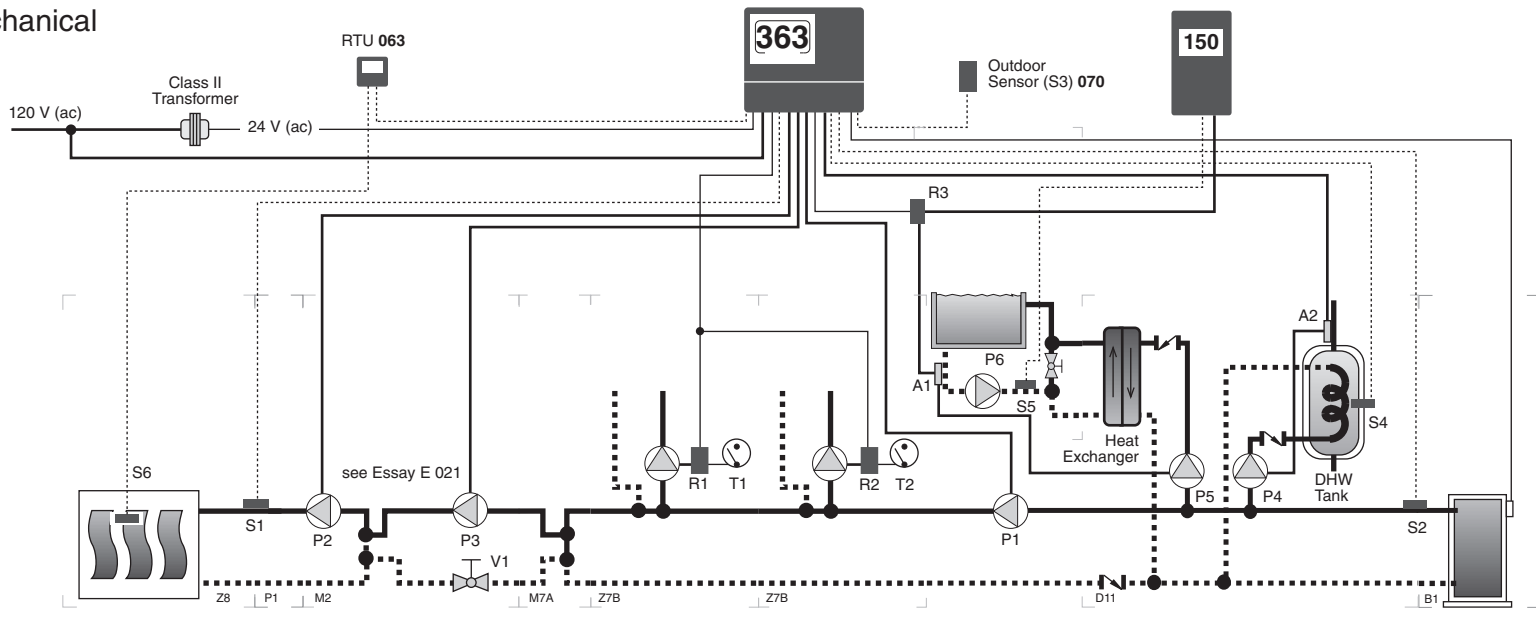 chanical
363
150
RTU 063
Outdoor
Sensor (S3) 070
Class II
Transformer
120 V (ac)
24 V (ac)
R3
A2
P6
A1
S5
S4
Heat
Exchanger
S6
see Essay E 021
R1
T1
R2
T2
P5
P4
DHW
Tank
S1
P2
P3
P1
S2
V1
Z8
P1
M2
M7A
Z7B
Z7B
D11
B1